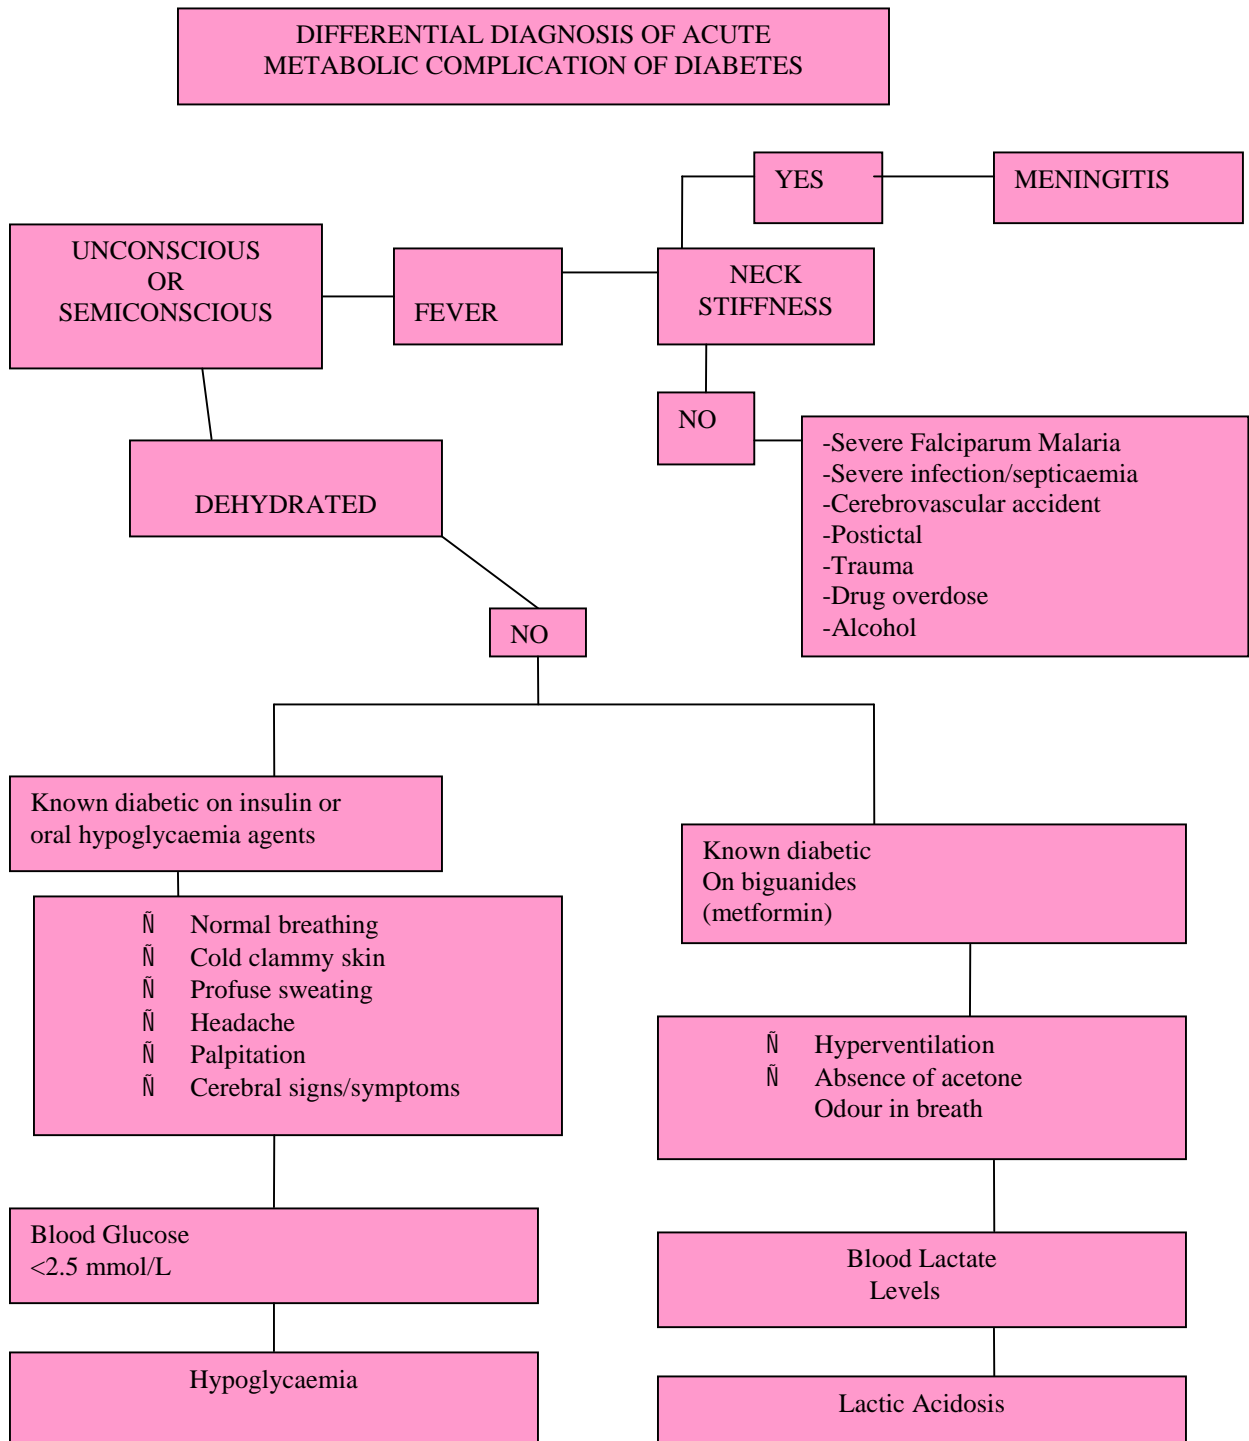 DIFFERENTIAL DIAGNOSIS OF ACUTE
METABOLIC COMPLICATION OF DIABETES
YES
MENINGITIS
UNCONSCIOUS
OR
SEMICONSCIOUS
FEVER
NECK
STIFFNESS
NO
-Severe Falciparum Malaria
-Severe infection/septicaemia
-Cerebrovascular accident
-Postictal
-Trauma
-Drug overdose
-Alcohol
DEHYDRATED
NO
Known diabetic on insulin or
oral hypoglycaemia agents
Ñ Normal breathing
Ñ Cold clammy skin
Ñ Profuse sweating
Ñ Headache
Ñ Palpitation
Ñ Cerebral signs/symptoms
Blood Glucose
<2.5 mmol/L
Hypoglycaemia
Known diabetic
On biguanides
(metformin)
Ñ Hyperventilation
Ñ Absence of acetone
Odour in breath
Blood Lactate
Levels
Lactic Acidosis